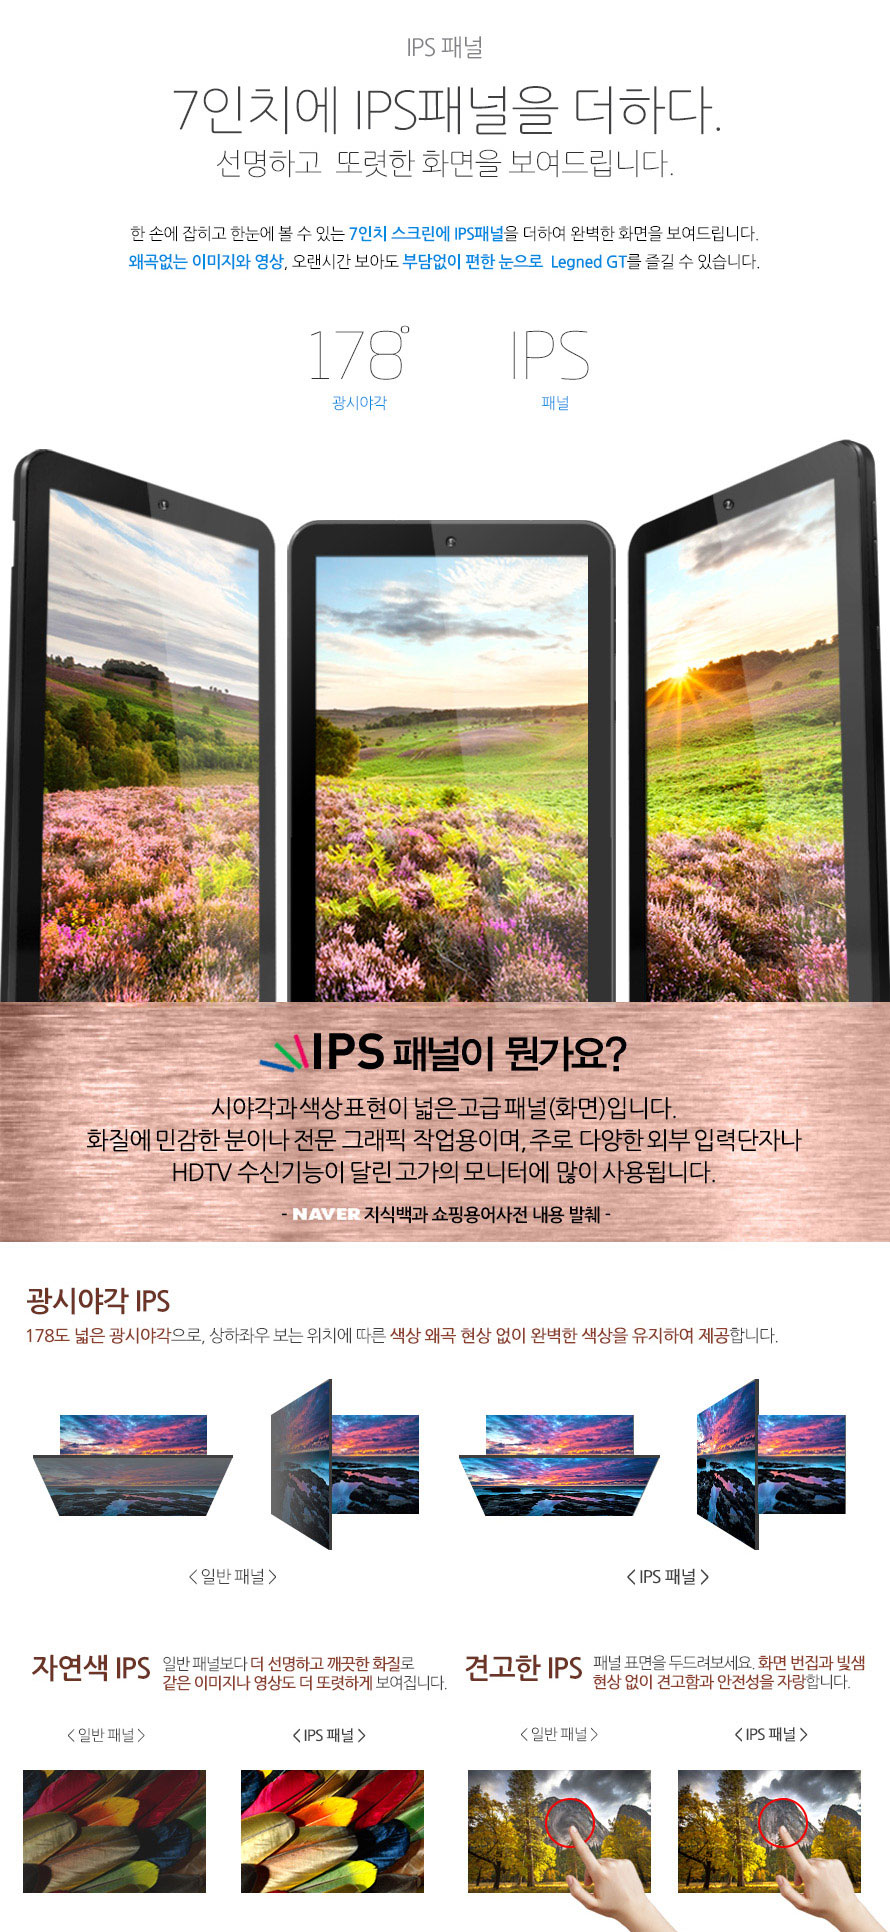 IPS 패널
7인치에 IPS패널을 더하다.
선명하고 또렷한 화면을 보여드립니다.
한 손에 잡히고 한눈에 볼 수 있는 7인치 스크린에 IPS패널을 더하여 완벽한 화면을 보여드립니다.
왜곡없는 이미지와 영상, 오랜시간 보아도 부담없이 편한 눈으로 Legned GT를 즐길 수 있습니다.
178° IPS
광시야각 패널
IPS 패널이 뭔가요?
시야각과 색상 표현이 넓은 고급 패널(화면)입니다.
화질에 민감한 분이나 전문 그래픽 작업용이며, 주로 다양한 외부 입력단자나
HDTV 수신기능이 달린 고가의 모니터에 많이 사용됩니다.
- NAVER 지식백과 쇼핑용어사전 내용 발췌 -
광시야각 IPS
178도 넓은 광시야각으로, 상하좌우 보는 위치에 따른 색상 왜곡 현상 없이 완벽한 색상을 유지하여 제공합니다.
< 일반 패널 > < IPS 패널 >
자연색 IPS
일반 패널보다 더 선명하고 깨끗한 화질로
같은 이미지나 영상도 더 또렷하게 보여집니다.
< 일반 패널 > < IPS 패널 >
견고한 IPS
패널 표면을 두드려보세요. 화면 번집과 빛샘
현상 없이 견고함과 안전성을 자랑합니다.
< 일반 패널 > < IPS 패널 >